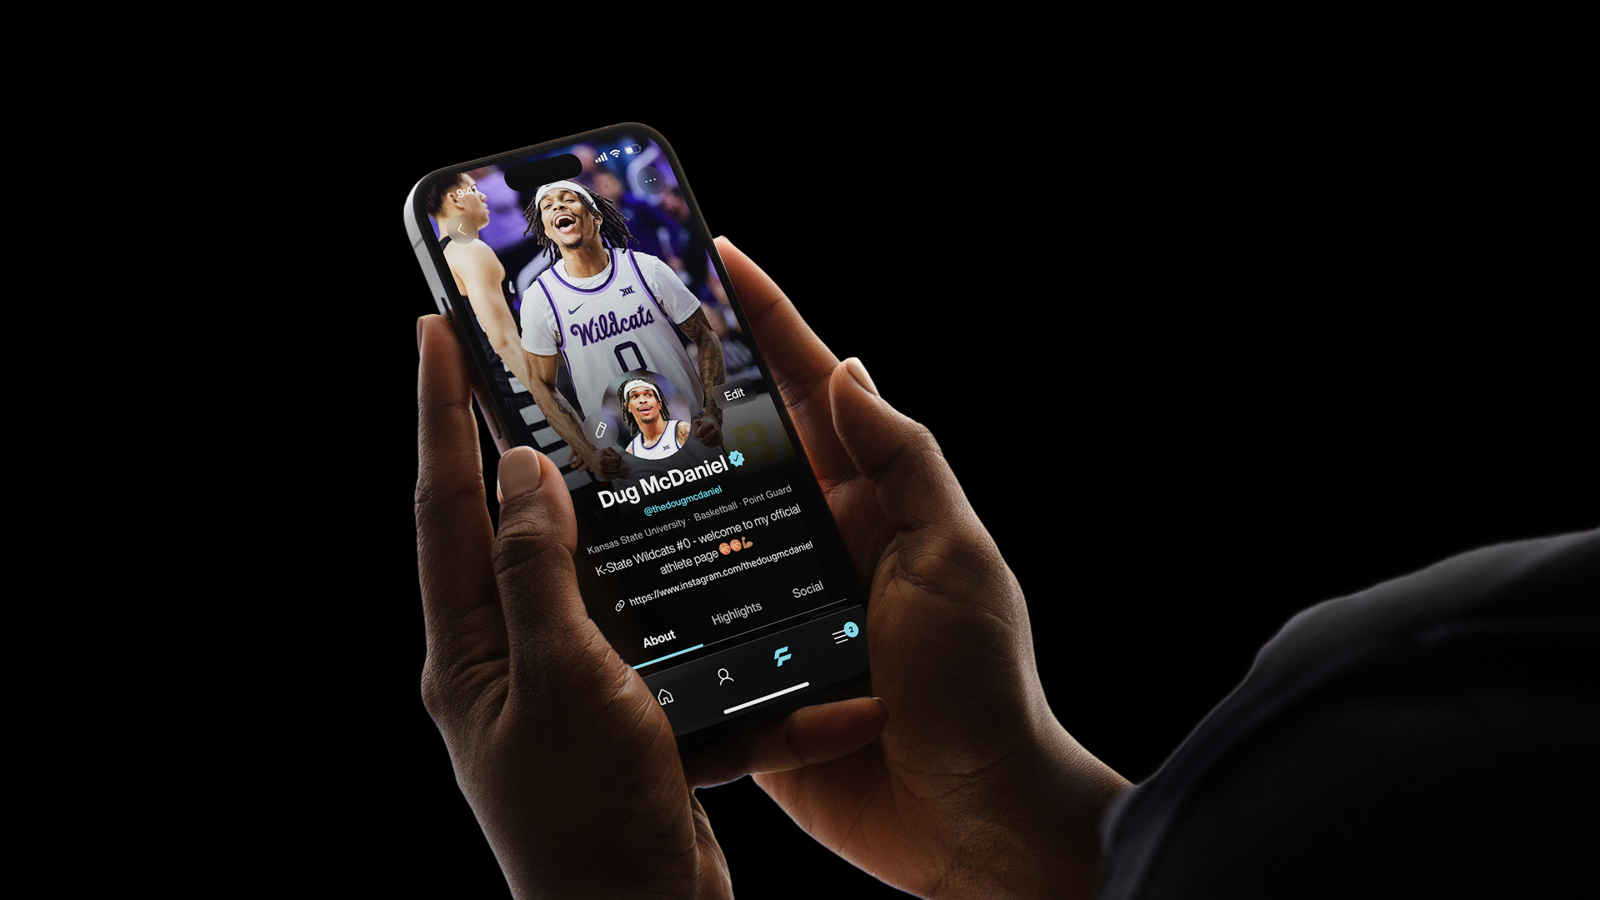 9:41
XII
Wildcats
0
Edit
Dug McDaniel
@thedougmcdaniel
Kansas State University · Basketball · Point Guard
K-State Wildcats #0 - welcome to my official
athlete page 🏀🏀💪
https://www.instagram.com/thedougmcdaniel
About
Highlights
Social
2